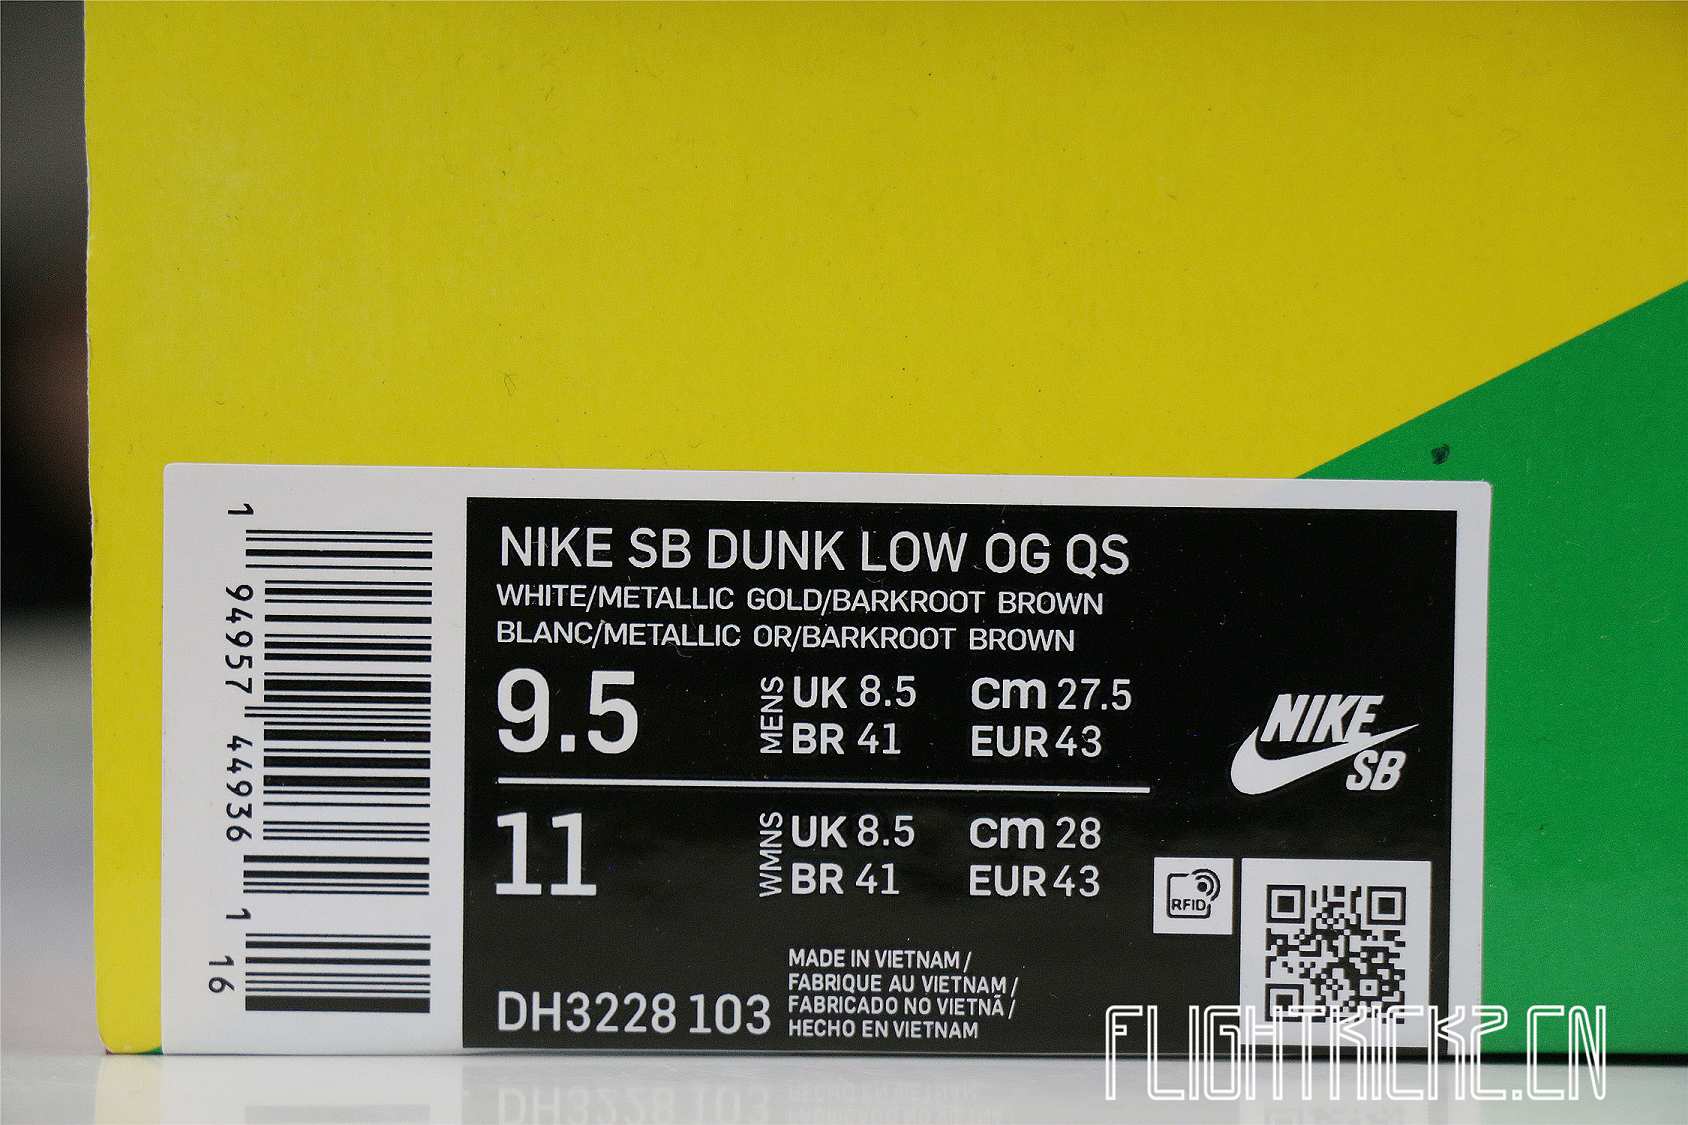 1 94957 44936 1
16
NIKE SB DUNK LOW OG QS
WHITE/METALLIC GOLD/BARKROOT BROWN
BLANC/METALLIC OR/BARKROOT BROWN
9.5
MENS
UK 8.5 cm 27.5
BR 41 EUR 43
11
WMNS
UK 8.5 cm 28
BR 41 EUR 43
NIKE
SB
RFID
DH3228 103
MADE IN VIETNAM /
FABRIQUE AU VIETNAM /
FABRICADO NO VIETNÃ /
HECHO EN VIETNAM
FLIGHTKICKZ.CN
DH3228 103